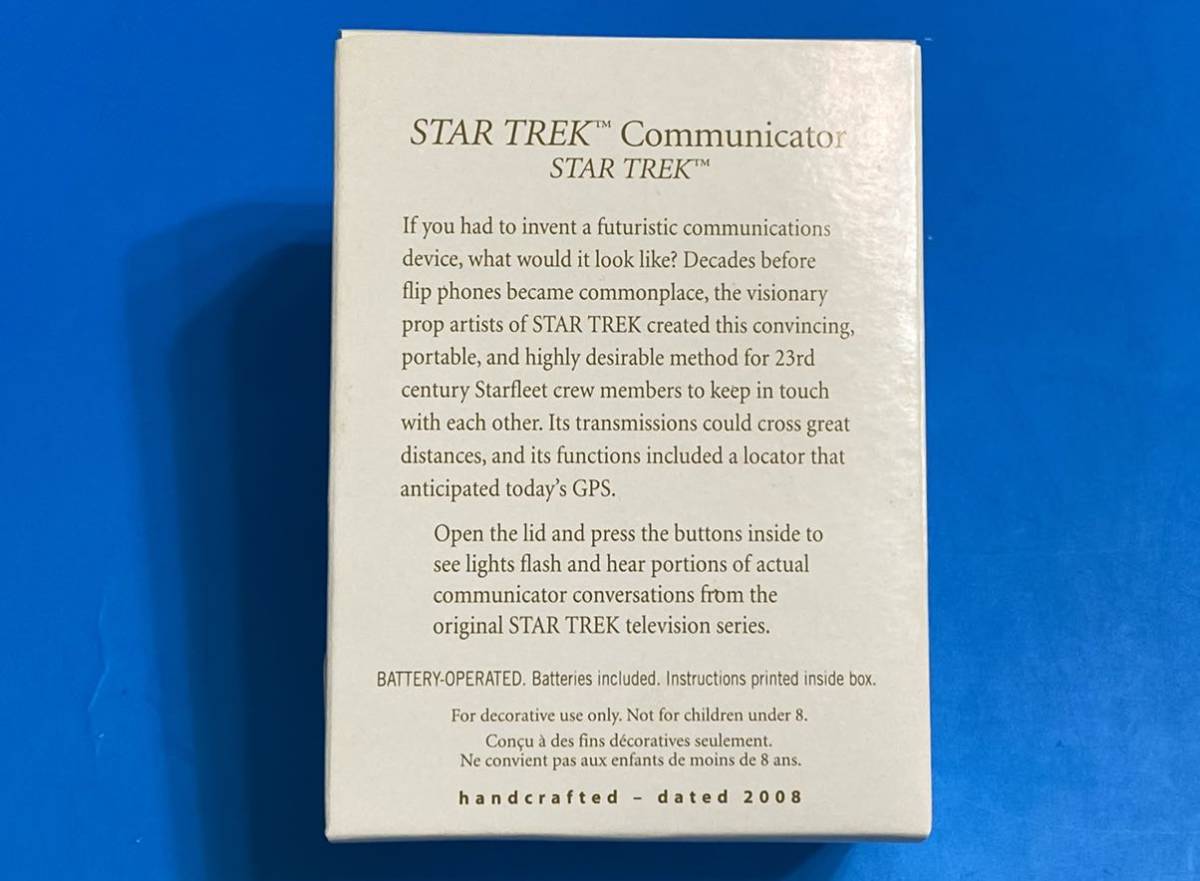 STAR TREK™ Communicator
STAR TREK™
If you had to invent a futuristic communications
device, what would it look like? Decades before
flip phones became commonplace, the visionary
prop artists of STAR TREK created this convincing,
portable, and highly desirable method for 23rd
century Starfleet crew members to keep in touch
with each other. Its transmissions could cross great
distances, and its functions included a locator that
anticipated today's GPS.
Open the lid and press the buttons inside to
see lights flash and hear portions of actual
communicator conversations from the
original STAR TREK television series.
BATTERY-OPERATED. Batteries included. Instructions printed inside box.
For decorative use only. Not for children under 8.
Conçu à des fins décoratives seulement.
Ne convient pas aux enfants de moins de 8 ans.
handcrafted – dated 2008